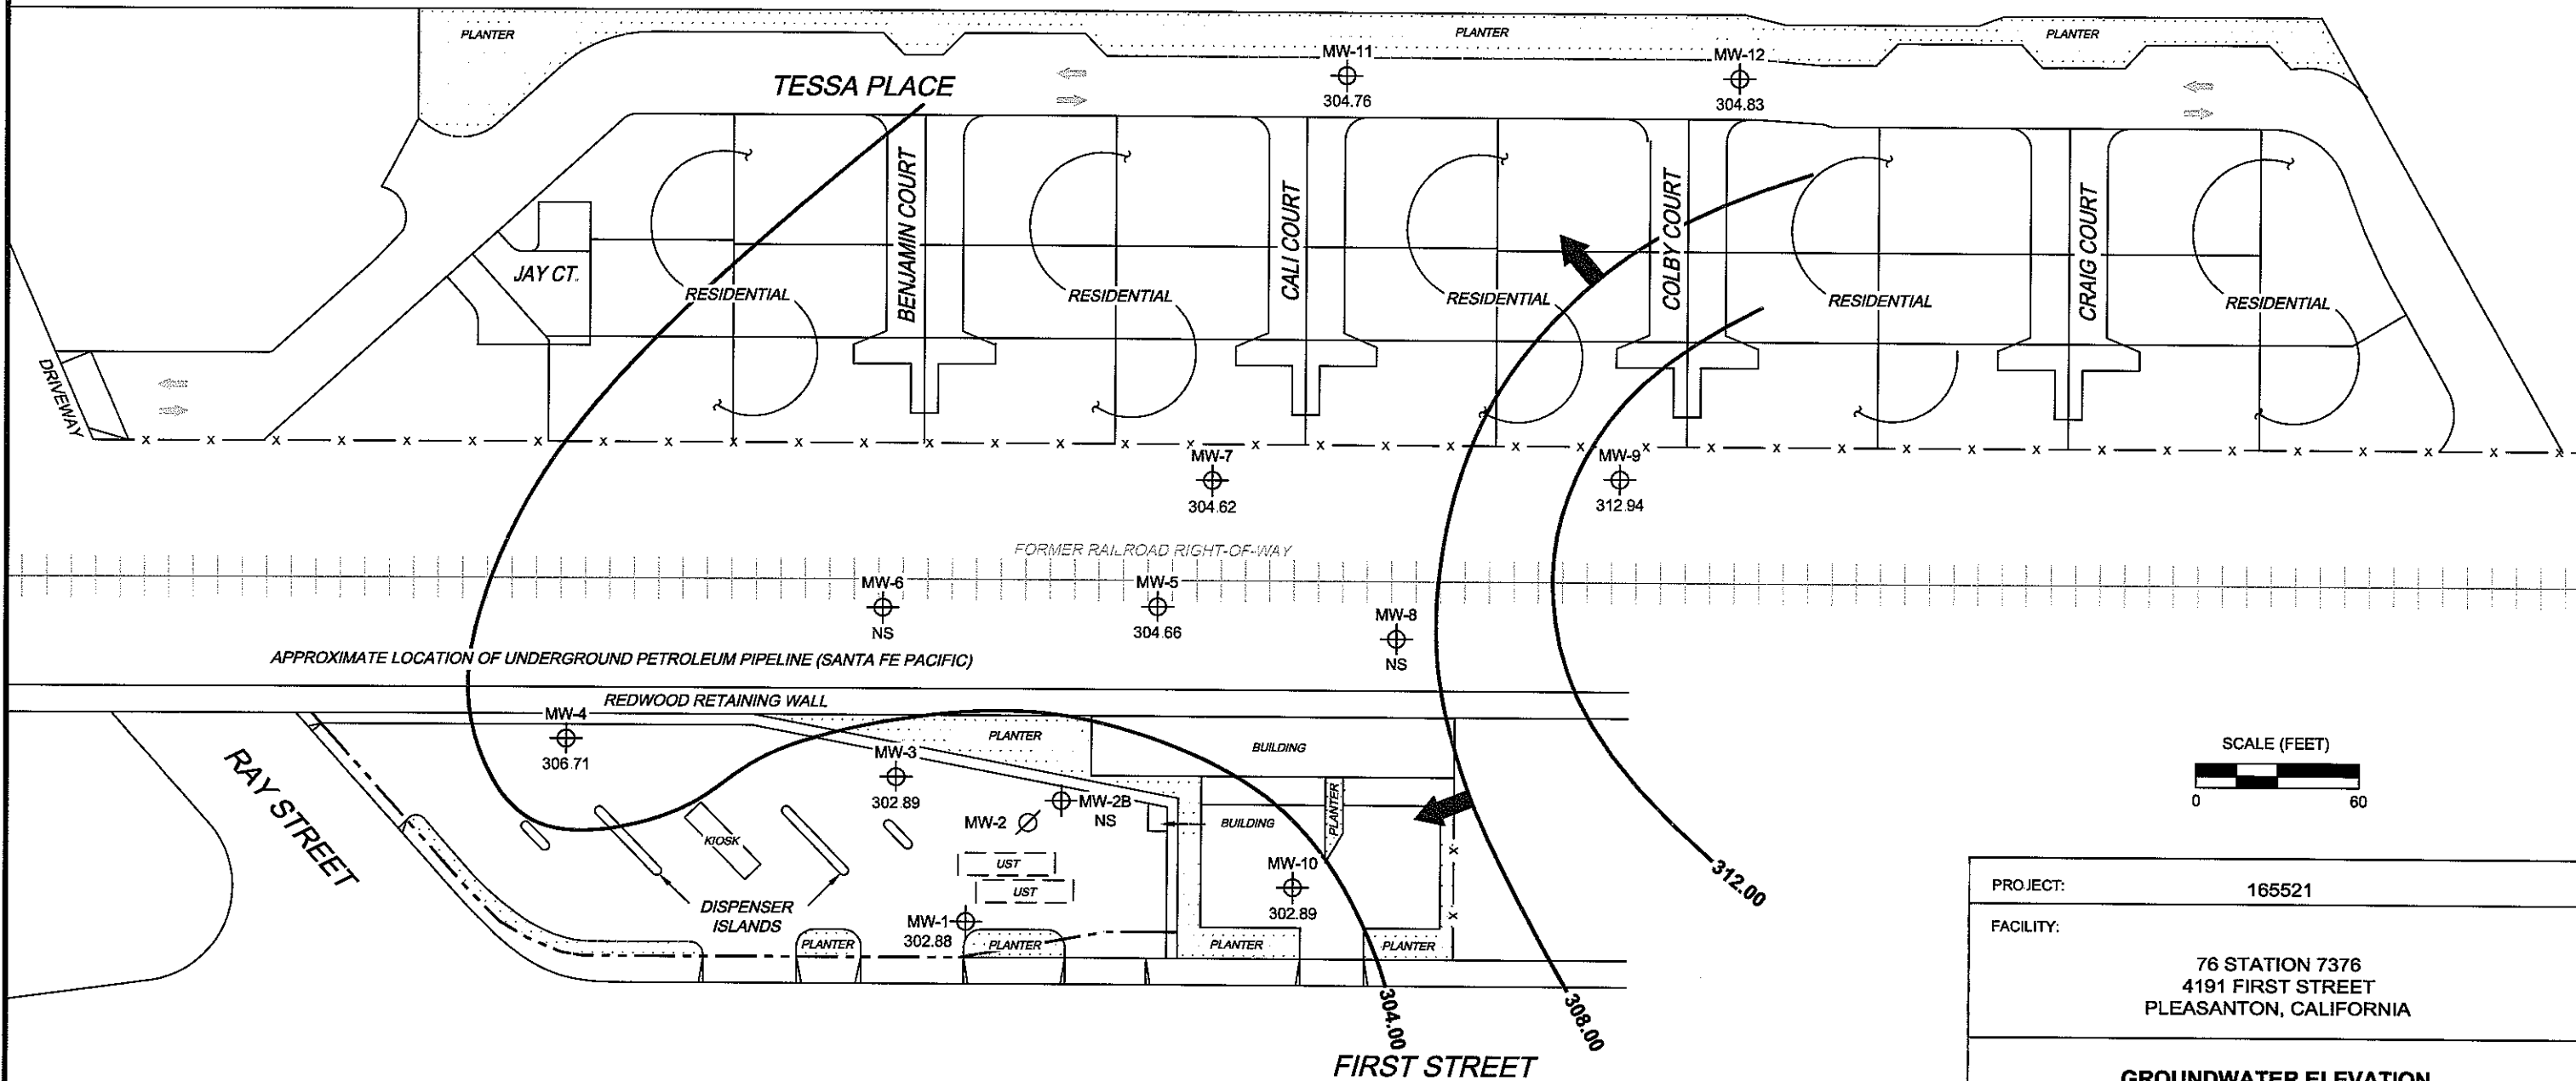 PLANTER
PLANTER
PLANTER
MW-11
304.76
MW-12
304.83
TESSA PLACE
BENJAMIN COURT
CALI COURT
COLBY COURT
CRAIG COURT
JAY CT.
RESIDENTIAL
RESIDENTIAL
RESIDENTIAL
RESIDENTIAL
RESIDENTIAL
DRIVEWAY
MW-7
304.62
MW-9
312.94
FORMER RAILROAD RIGHT-OF-WAY
MW-6
NS
MW-5
304.66
MW-8
NS
APPROXIMATE LOCATION OF UNDERGROUND PETROLEUM PIPELINE (SANTA FE PACIFIC)
REDWOOD RETAINING WALL
MW-4
306.71
RAY STREET
MW-3
302.89
PLANTER
BUILDING
MW-2B
NS
MW-2
BUILDING
PLANTER
KIOSK
UST
UST
MW-10
302.89
DISPENSER
ISLANDS
MW-1
302.88
PLANTER
PLANTER
PLANTER
PLANTER
312.00
308.00
304.00
FIRST STREET
SCALE (FEET)
0 60
PROJECT: 165521
FACILITY:
76 STATION 7376
4191 FIRST STREET
PLEASANTON, CALIFORNIA
GROUNDWATER ELEVATION